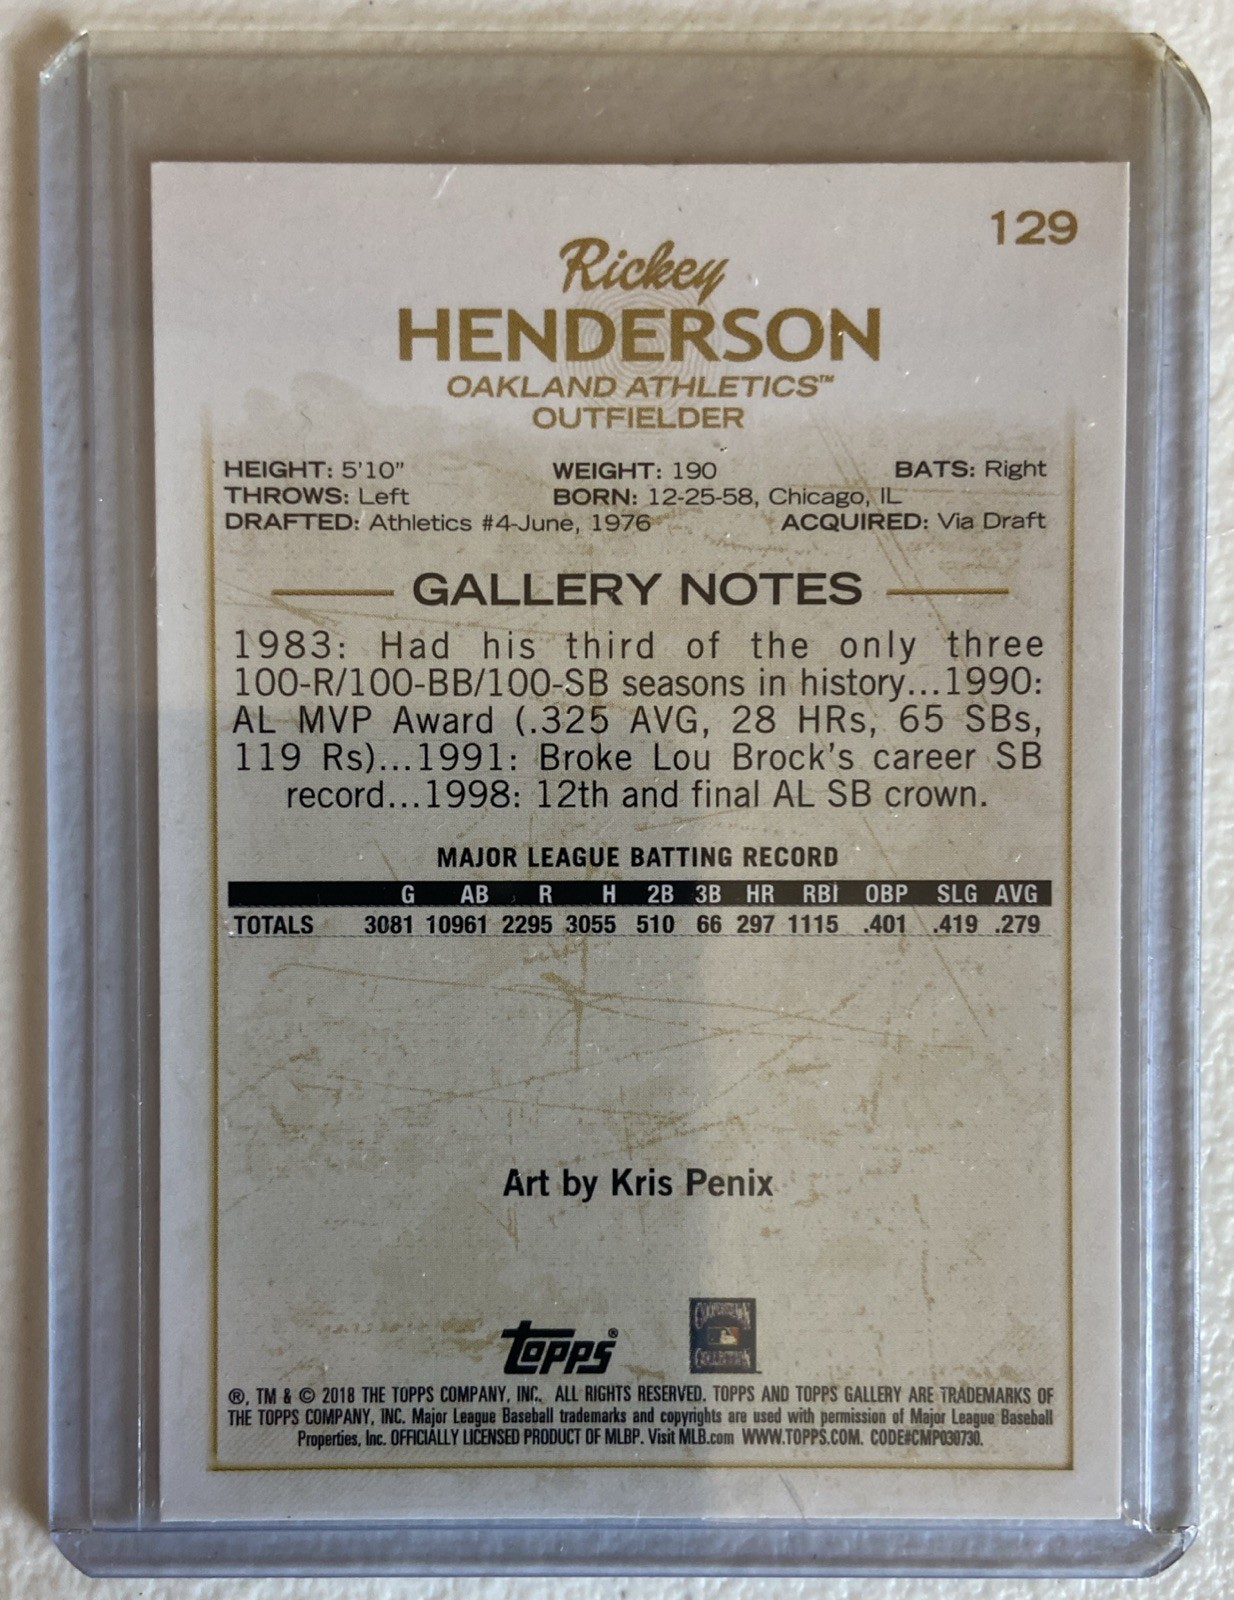 129
Rickey
HENDERSON
OAKLAND ATHLETICS™
OUTFIELDER
HEIGHT: 5'10" WEIGHT: 190 BATS: Right
THROWS: Left BORN: 12-25-58, Chicago, IL
DRAFTED: Athletics #4-June, 1976 ACQUIRED: Via Draft
GALLERY NOTES
1983: Had his third of the only three
100-R/100-BB/100-SB seasons in history...1990:
AL MVP Award (.325 AVG, 28 HRs, 65 SBs,
119 Rs)...1991: Broke Lou Brock's career SB
record...1998: 12th and final AL SB crown.
MAJOR LEAGUE BATTING RECORD
G AB R H 2B 3B HR RBI OBP SLG AVG
TOTALS 3081 10961 2295 3055 510 66 297 1115 .401 .419 .279
Art by Kris Penix
topps®
COOPERSTOWN
COLLECTION
®, TM & © 2018 THE TOPPS COMPANY, INC. ALL RIGHTS RESERVED. TOPPS AND TOPPS GALLERY ARE TRADEMARKS OF
THE TOPPS COMPANY, INC. Major League Baseball trademarks and copyrights are used with permission of Major League Baseball
Properties, Inc. OFFICIALLY LICENSED PRODUCT OF MLBP. Visit MLB.com WWW.TOPPS.COM. CODE#CMP030730.